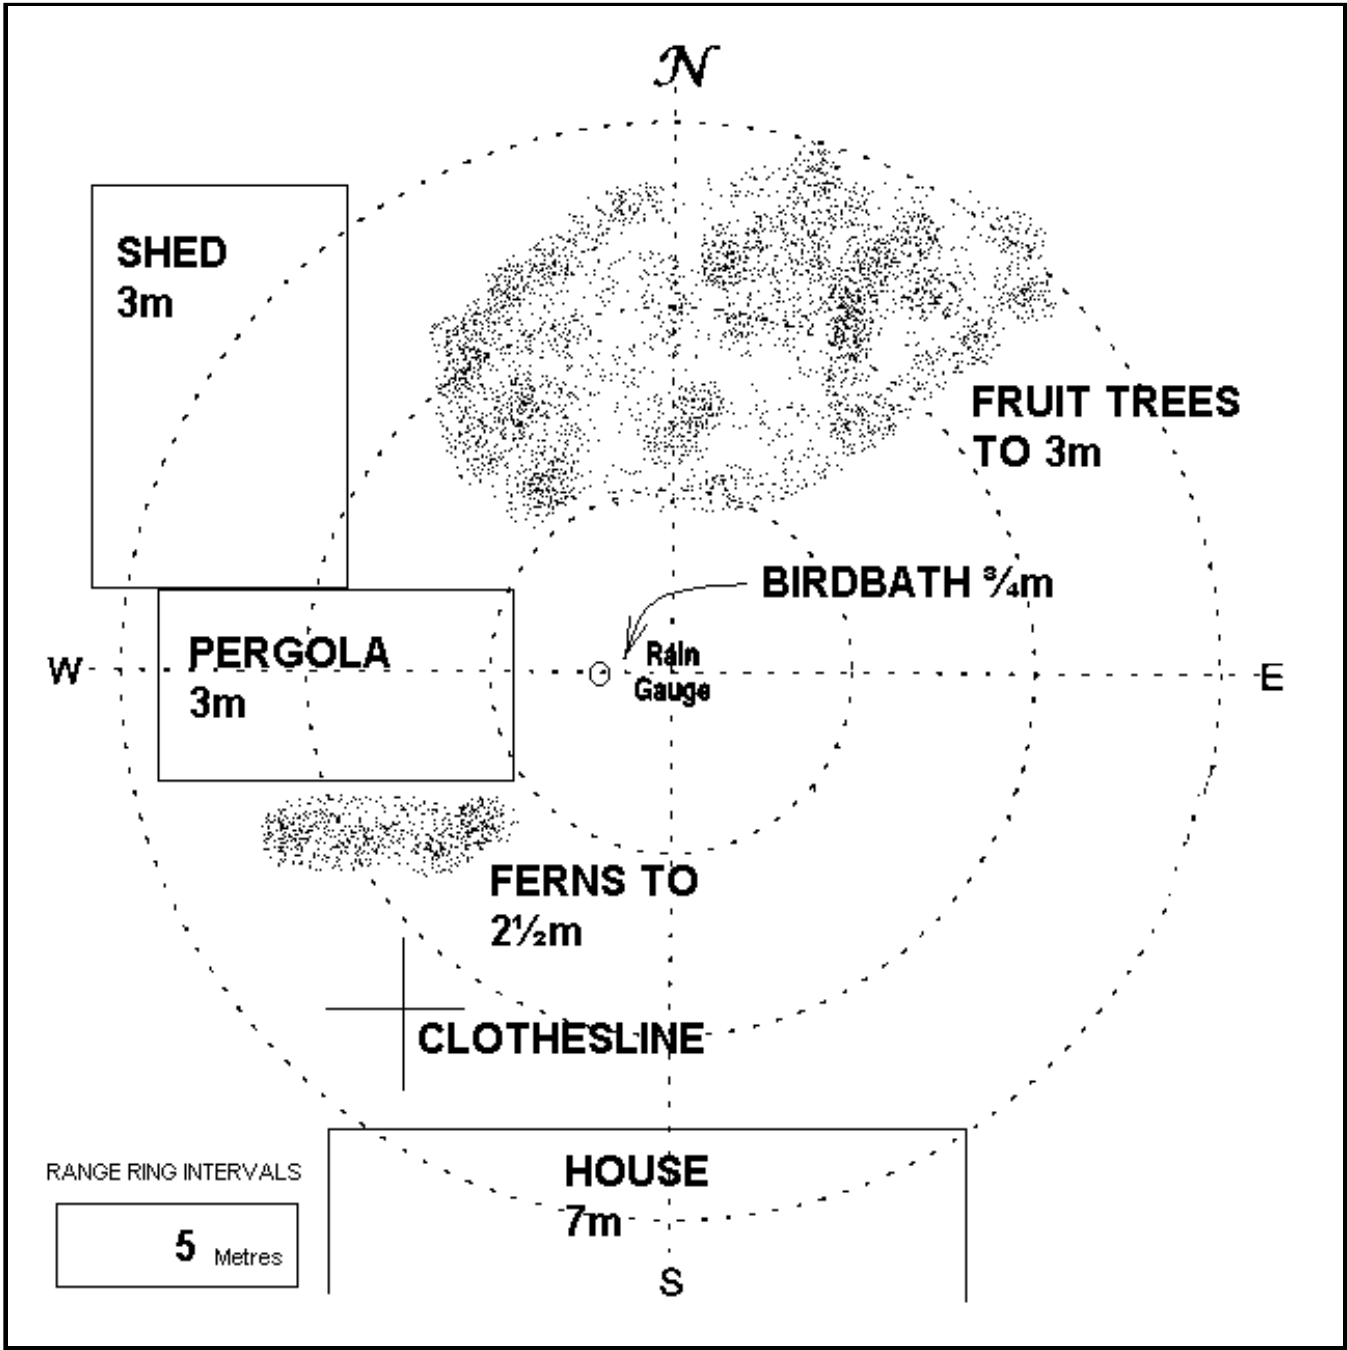 N
SHED
3m
FRUIT TREES
TO 3m
BIRDBATH ¾m
W
PERGOLA
3m
Rain
Gauge
E
FERNS TO
2½m
CLOTHESLINE
HOUSE
7m
RANGE RING INTERVALS
5 Metres
S